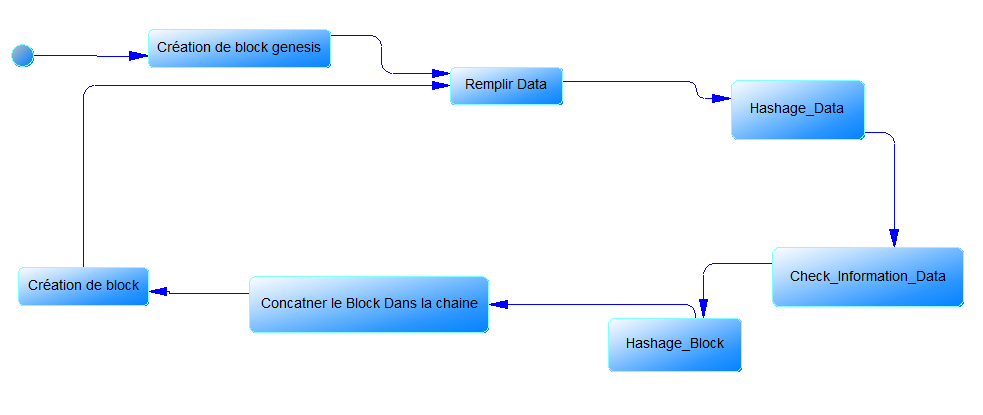 Création de block genesis
Remplir Data
Hashage_Data
Check_Information_Data
Création de block
Concatner le Block Dans la chaine
Hashage_Block